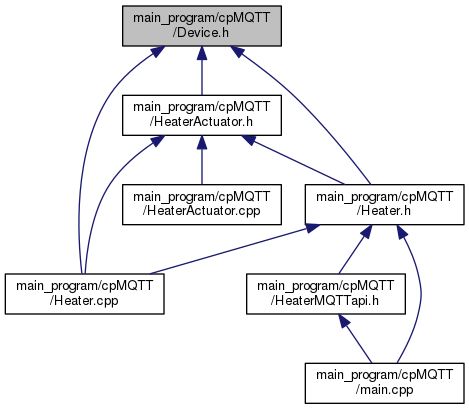 main_program/cpMQTT
/Device.h
main_program/cpMQTT
/HeaterActuator.h
main_program/cpMQTT
/HeaterActuator.cpp
main_program/cpMQTT
/Heater.h
main_program/cpMQTT
/Heater.cpp
main_program/cpMQTT
/HeaterMQTTapi.h
main_program/cpMQTT
/main.cpp